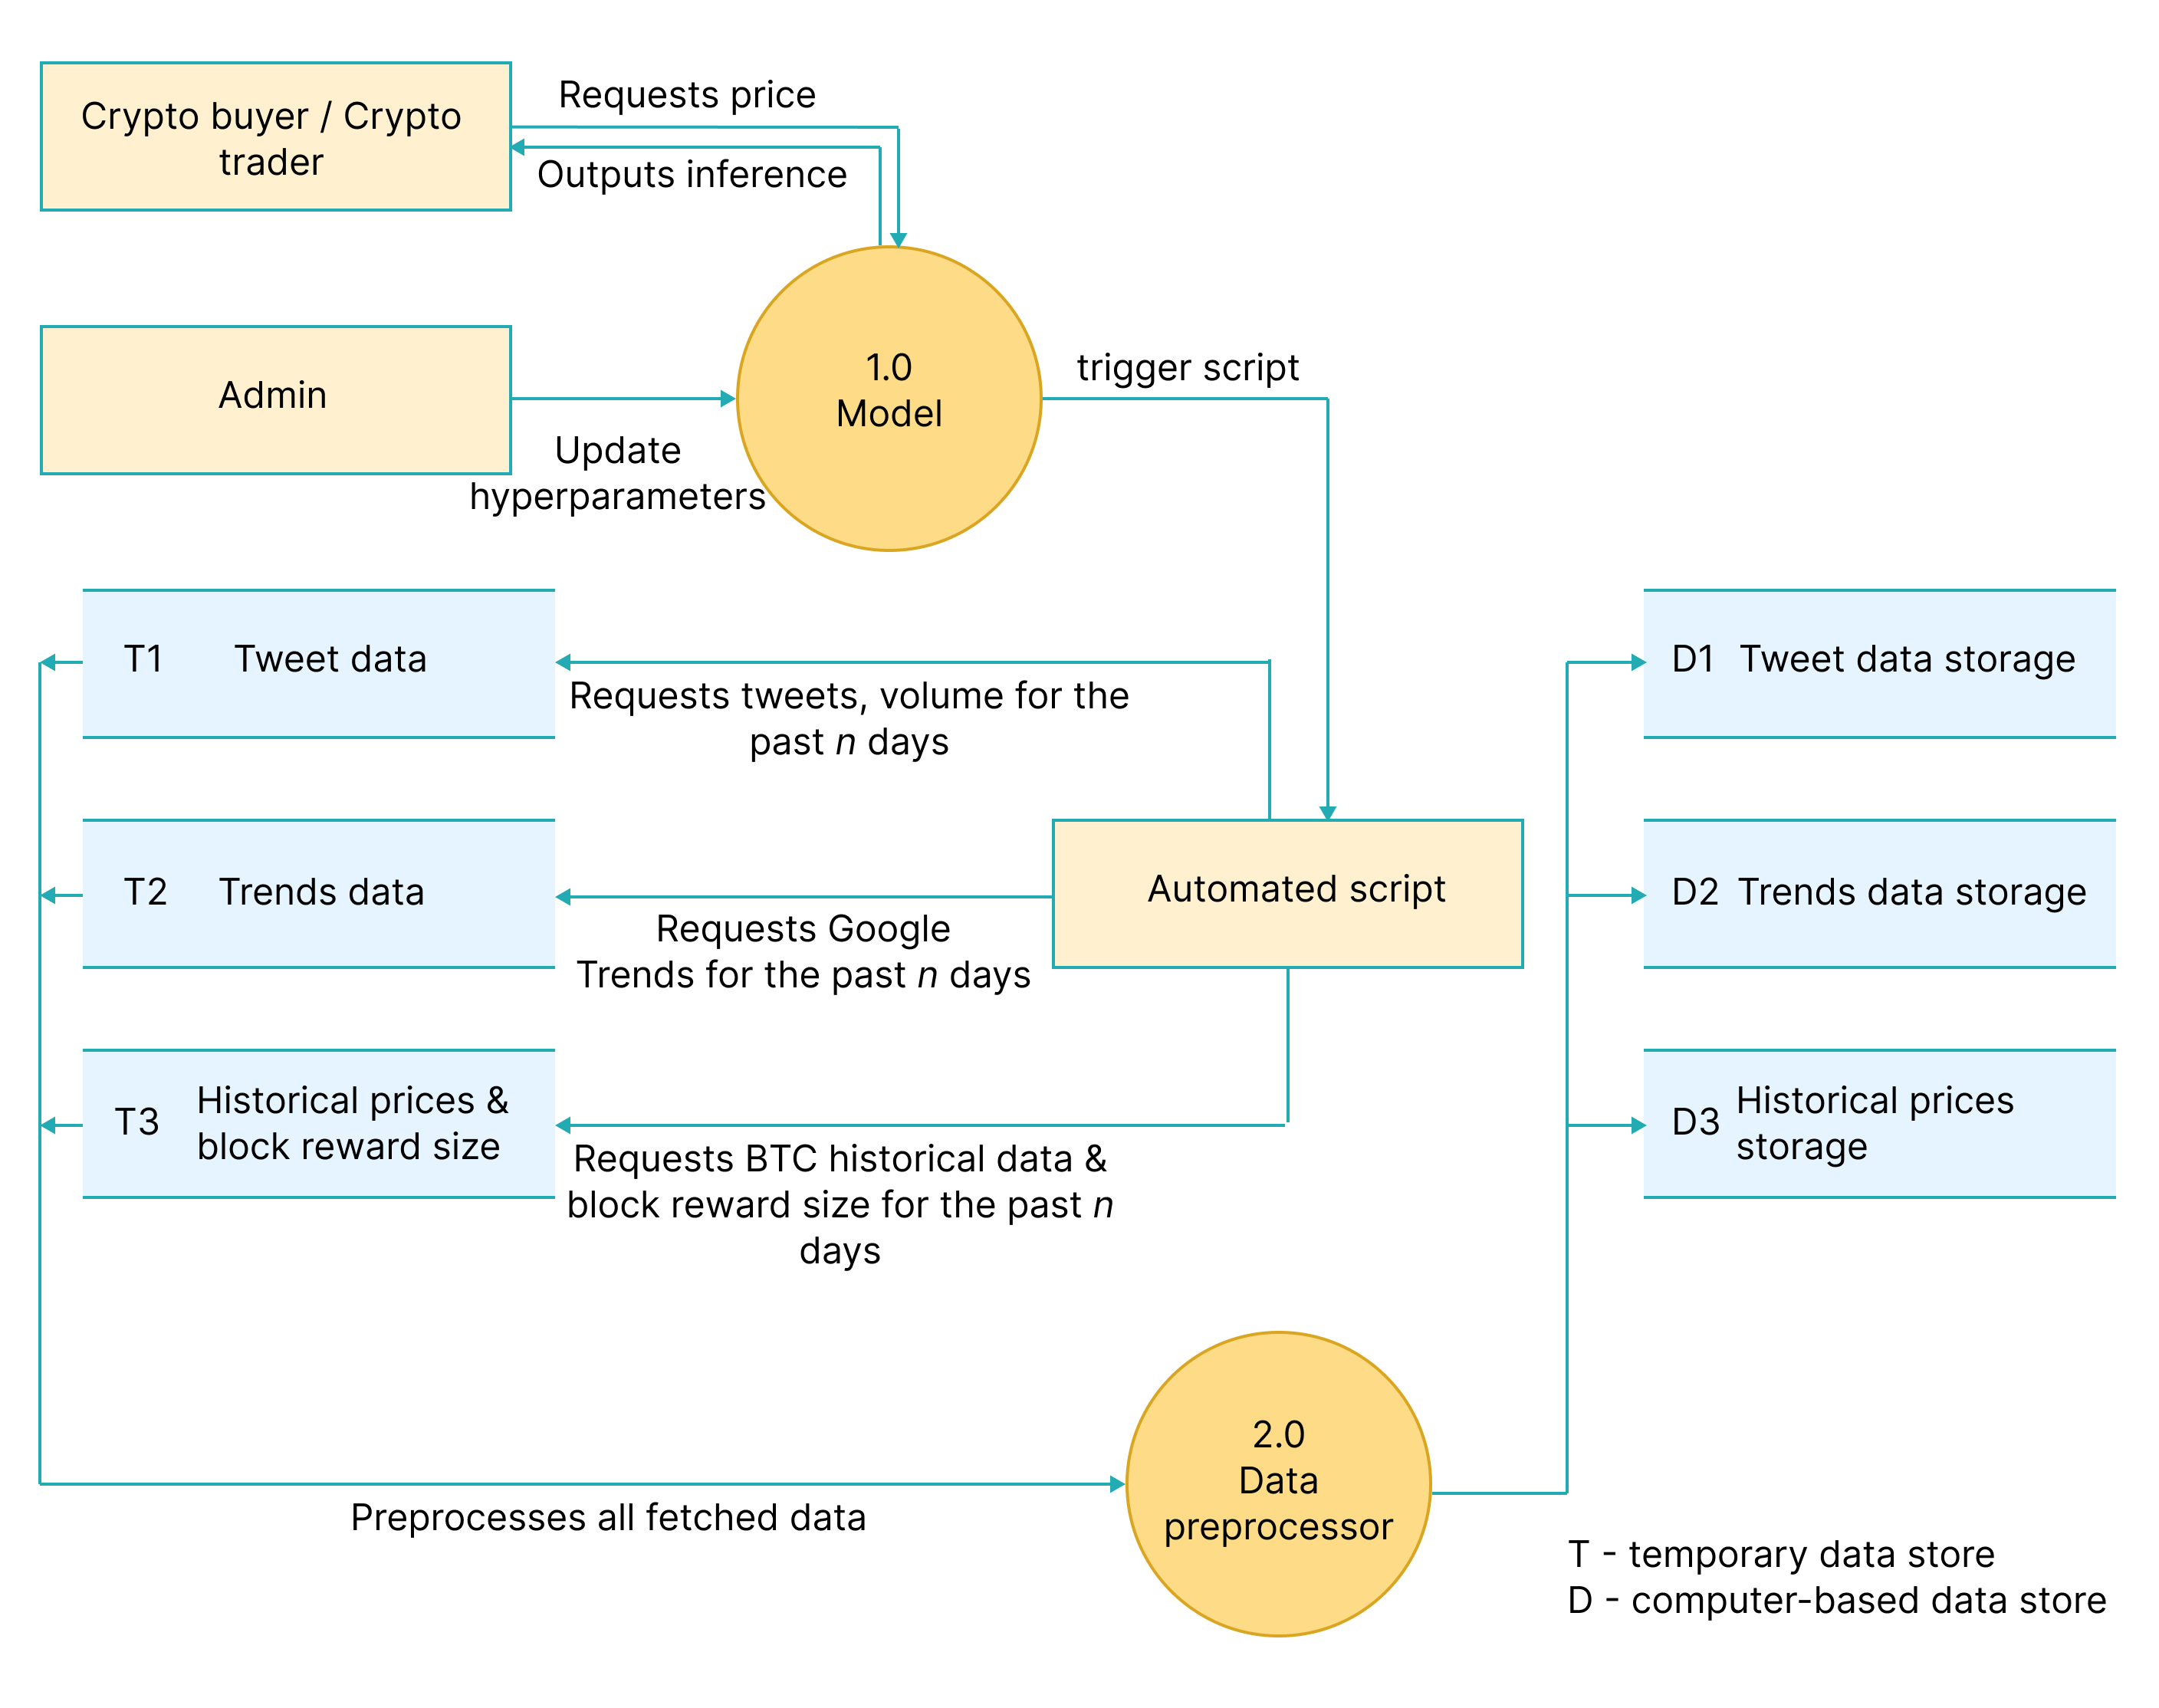 Crypto buyer / Crypto
trader
Requests price
Outputs inference
Admin
Update
hyperparameters
1.0
Model
trigger script
T1 Tweet data
Requests tweets, volume for the
past n days
D1 Tweet data storage
T2 Trends data
Requests Google
Trends for the past n days
Automated script
D2 Trends data storage
T3 Historical prices &
block reward size
Requests BTC historical data &
block reward size for the past n
days
D3 Historical prices
storage
Preprocesses all fetched data
2.0
Data
preprocessor
T - temporary data store
D - computer-based data store